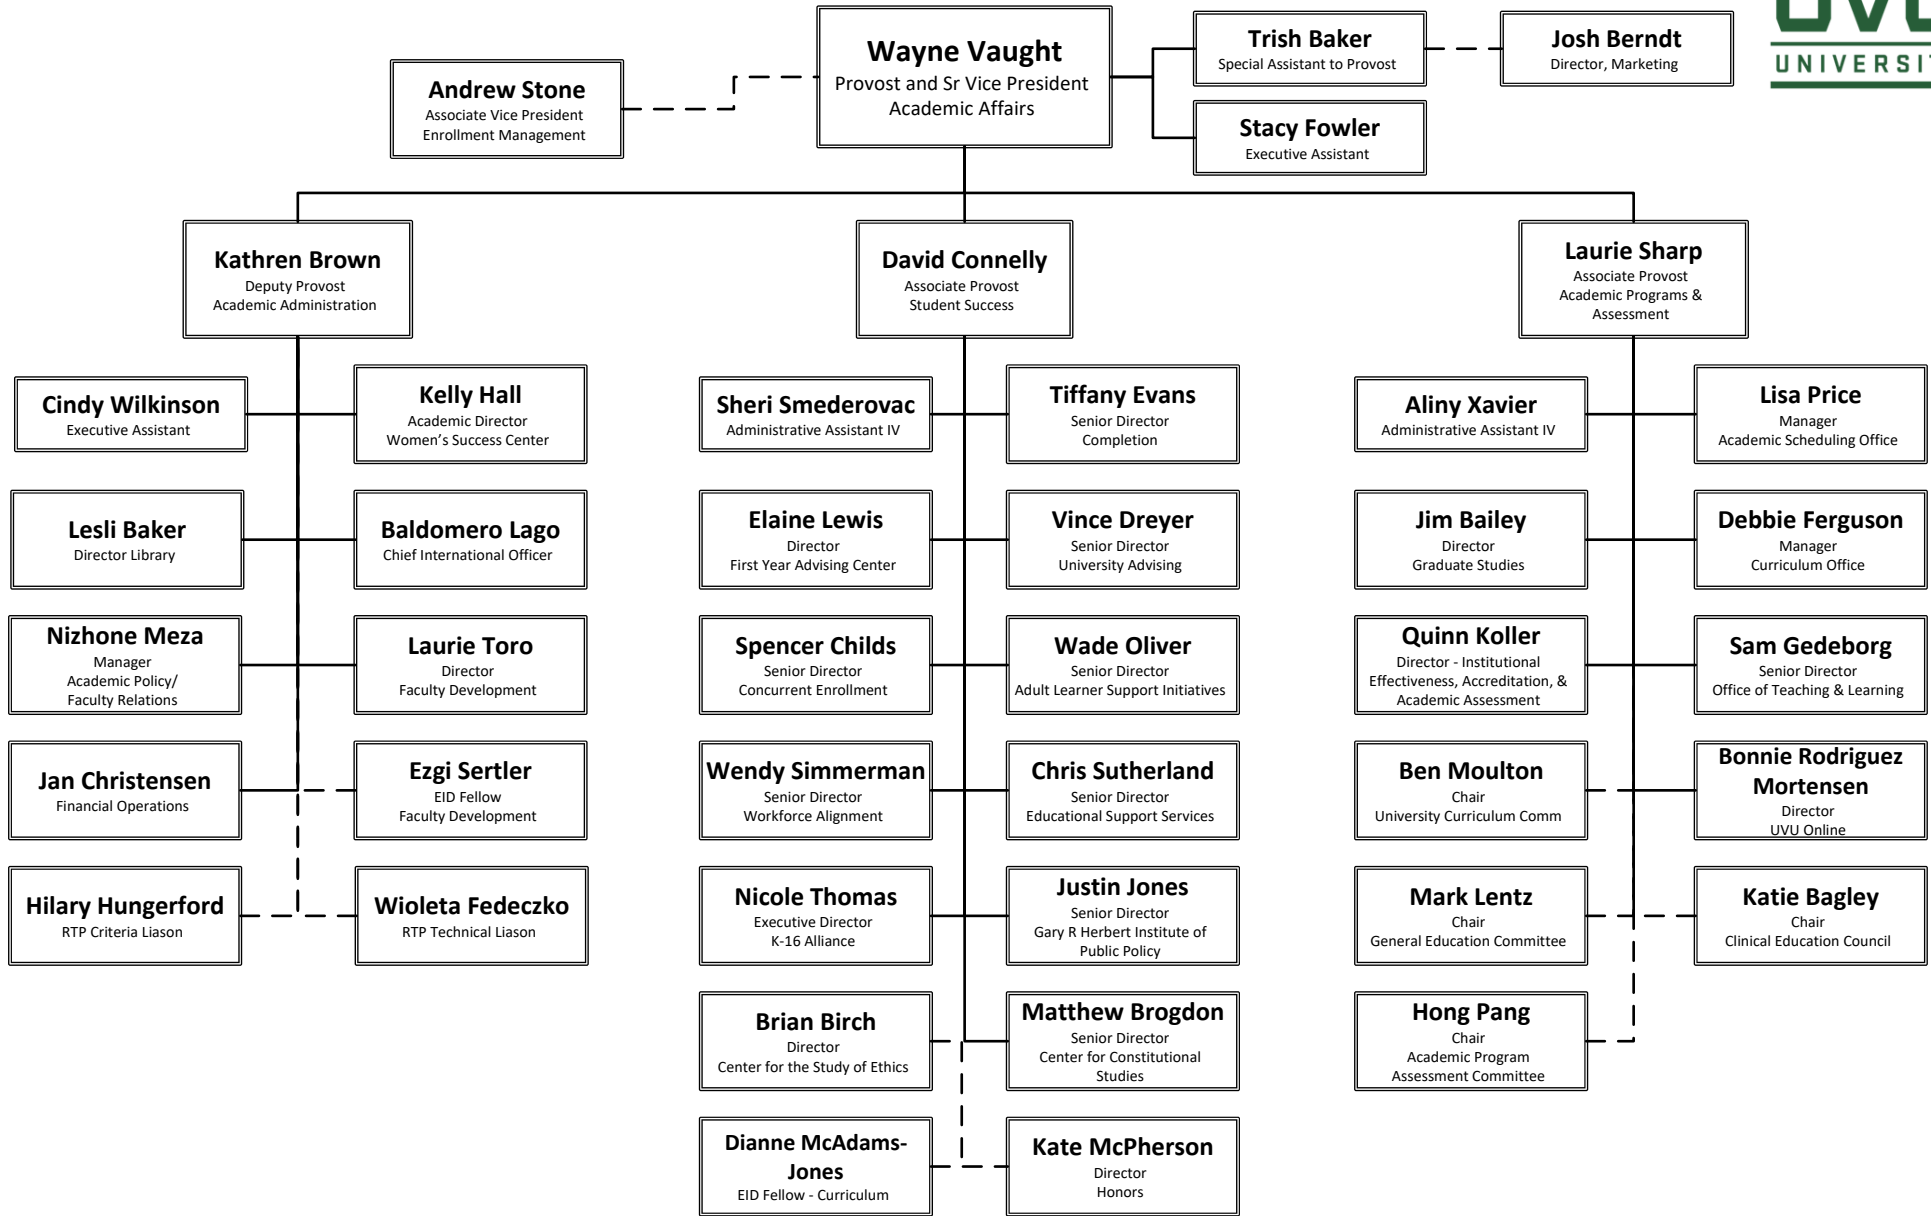 Wayne Vaught
Provost and Sr Vice President
Academic Affairs
Trish Baker
Special Assistant to Provost
Josh Berndt
Director, Marketing
UNIVERSIT
Andrew Stone
Associate Vice President
Enrollment Management
Stacy Fowler
Executive Assistant
Kathren Brown
Deputy Provost
Academic Administration
David Connelly
Associate Provost
Student Success
Laurie Sharp
Associate Provost
Academic Programs &
Assessment
Cindy Wilkinson
Executive Assistant
Kelly Hall
Academic Director
Women’s Success Center
Lesli Baker
Director Library
Baldomero Lago
Chief International Officer
Nizhone Meza
Manager
Academic Policy/
Faculty Relations
Laurie Toro
Director
Faculty Development
Jan Christensen
Financial Operations
Ezgi Sertler
EID Fellow
Faculty Development
Hilary Hungerford
RTP Criteria Liason
Wioleta Fedeczko
RTP Technical Liason
Sheri Smederovac
Administrative Assistant IV
Tiffany Evans
Senior Director
Completion
Elaine Lewis
Director
First Year Advising Center
Vince Dreyer
Senior Director
University Advising
Spencer Childs
Senior Director
Concurrent Enrollment
Wade Oliver
Senior Director
Adult Learner Support Initiatives
Wendy Simmerman
Senior Director
Workforce Alignment
Chris Sutherland
Senior Director
Educational Support Services
Nicole Thomas
Executive Director
K-16 Alliance
Justin Jones
Senior Director
Gary R Herbert Institute of
Public Policy
Brian Birch
Director
Center for the Study of Ethics
Matthew Brogdon
Senior Director
Center for Constitutional
Studies
Dianne McAdams-
Jones
EID Fellow - Curriculum
Kate McPherson
Director
Honors
Aliny Xavier
Administrative Assistant IV
Lisa Price
Manager
Academic Scheduling Office
Jim Bailey
Director
Graduate Studies
Debbie Ferguson
Manager
Curriculum Office
Quinn Koller
Director - Institutional
Effectiveness, Accreditation, &
Academic Assessment
Sam Gedeborg
Senior Director
Office of Teaching & Learning
Ben Moulton
Chair
University Curriculum Comm
Bonnie Rodriguez
Mortensen
Director
UVU Online
Mark Lentz
Chair
General Education Committee
Katie Bagley
Chair
Clinical Education Council
Hong Pang
Chair
Academic Program
Assessment Committee